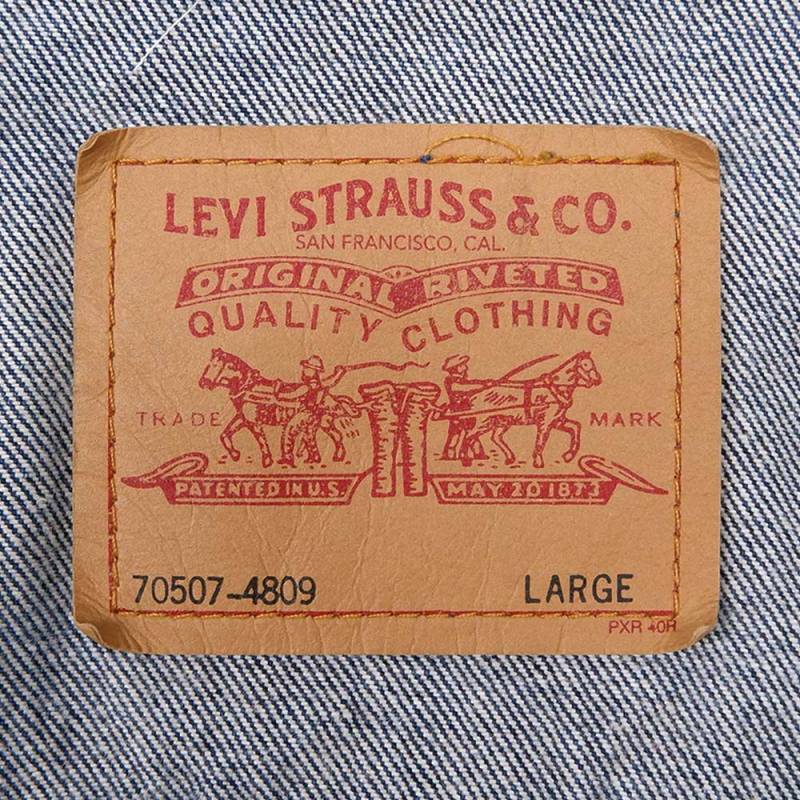 LEVI STRAUSS & CO.
SAN FRANCISCO, CAL.
ORIGINAL RIVETED
QUALITY CLOTHING
TRADE MARK
PATENTED IN U.S. MAY 20 1873
70507-4809 LARGE
PXR